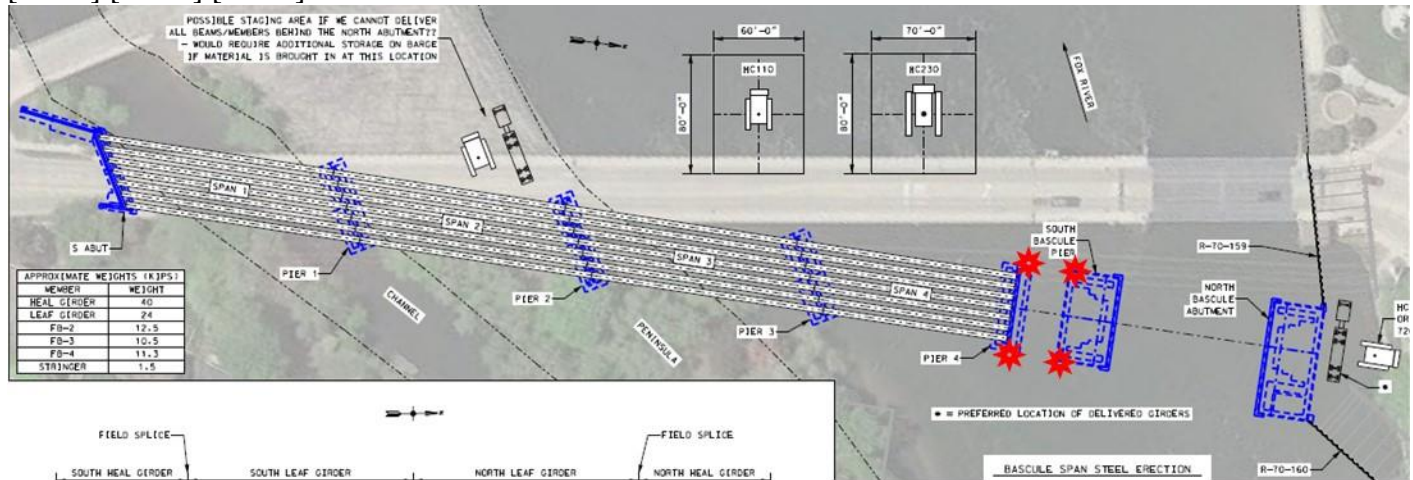 POSSIBLE STAGING AREA IF WE CANNOT DELIVER
ALL BEAMS/MEMBERS BEHIND THE NORTH ABUTMENT??
- WOULD REQUIRE ADDITIONAL STORAGE ON BARGE
IF MATERIAL IS BROUGHT IN AT THIS LOCATION
60'-0"
70'-0"
HC110
HC230
80'-0"
80'-0"
FOX RIVER
SPAN 1
SPAN 2
SPAN 3
SPAN 4
S ABUT
PIER 1
PIER 2
PIER 3
PIER 4
CHANNEL
PENINSULA
SOUTH
BASCULE
PIER
NORTH
BASCULE
ABUTMENT
R-70-159
HC
OR
720
APPROXIMATE WEIGHTS (KIPS)
MEMBER WEIGHT
HEAL GIRDER 40
LEAF GIRDER 24
FB-2 12.5
FB-3 10.5
FB-4 11.3
STRINGER 1.5
* = PREFERRED LOCATION OF DELIVERED GIRDERS
BASCULE SPAN STEEL ERECTION
R-70-160
FIELD SPLICE
FIELD SPLICE
SOUTH HEAL GIRDER
SOUTH LEAF GIRDER
NORTH LEAF GIRDER
NORTH HEAL GIRDER